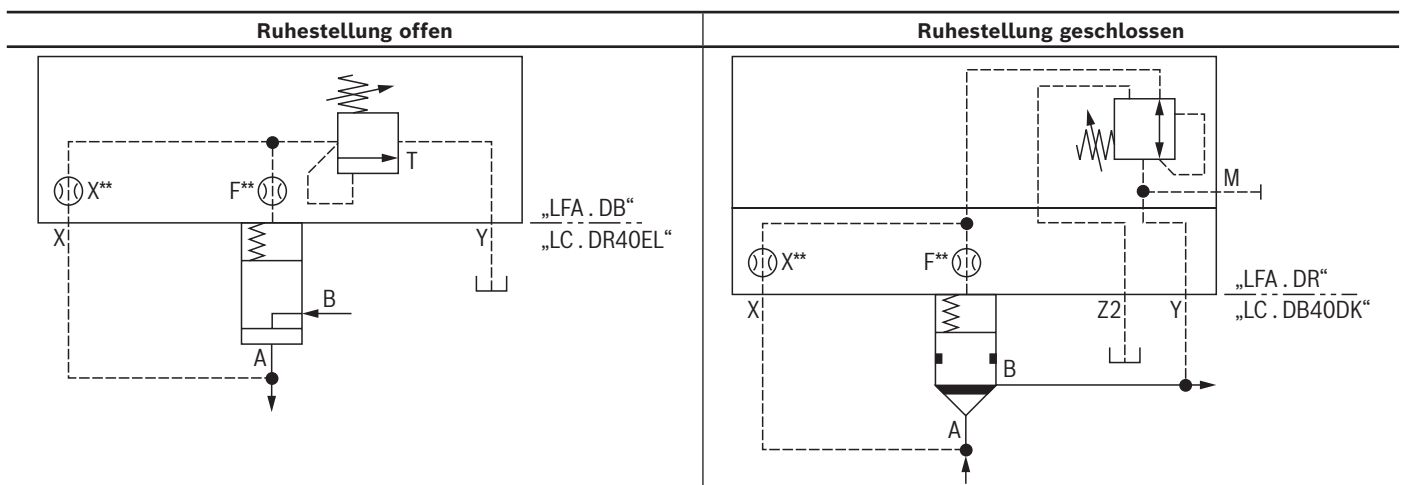 Ruhestellung offen
X**
F**
T
X
Y
„LFA . DB“
„LC . DR40EL“
B
A
Ruhestellung geschlossen
M
X**
F**
X
Z2
Y
„LFA . DR“
„LC . DB40DK“
B
A